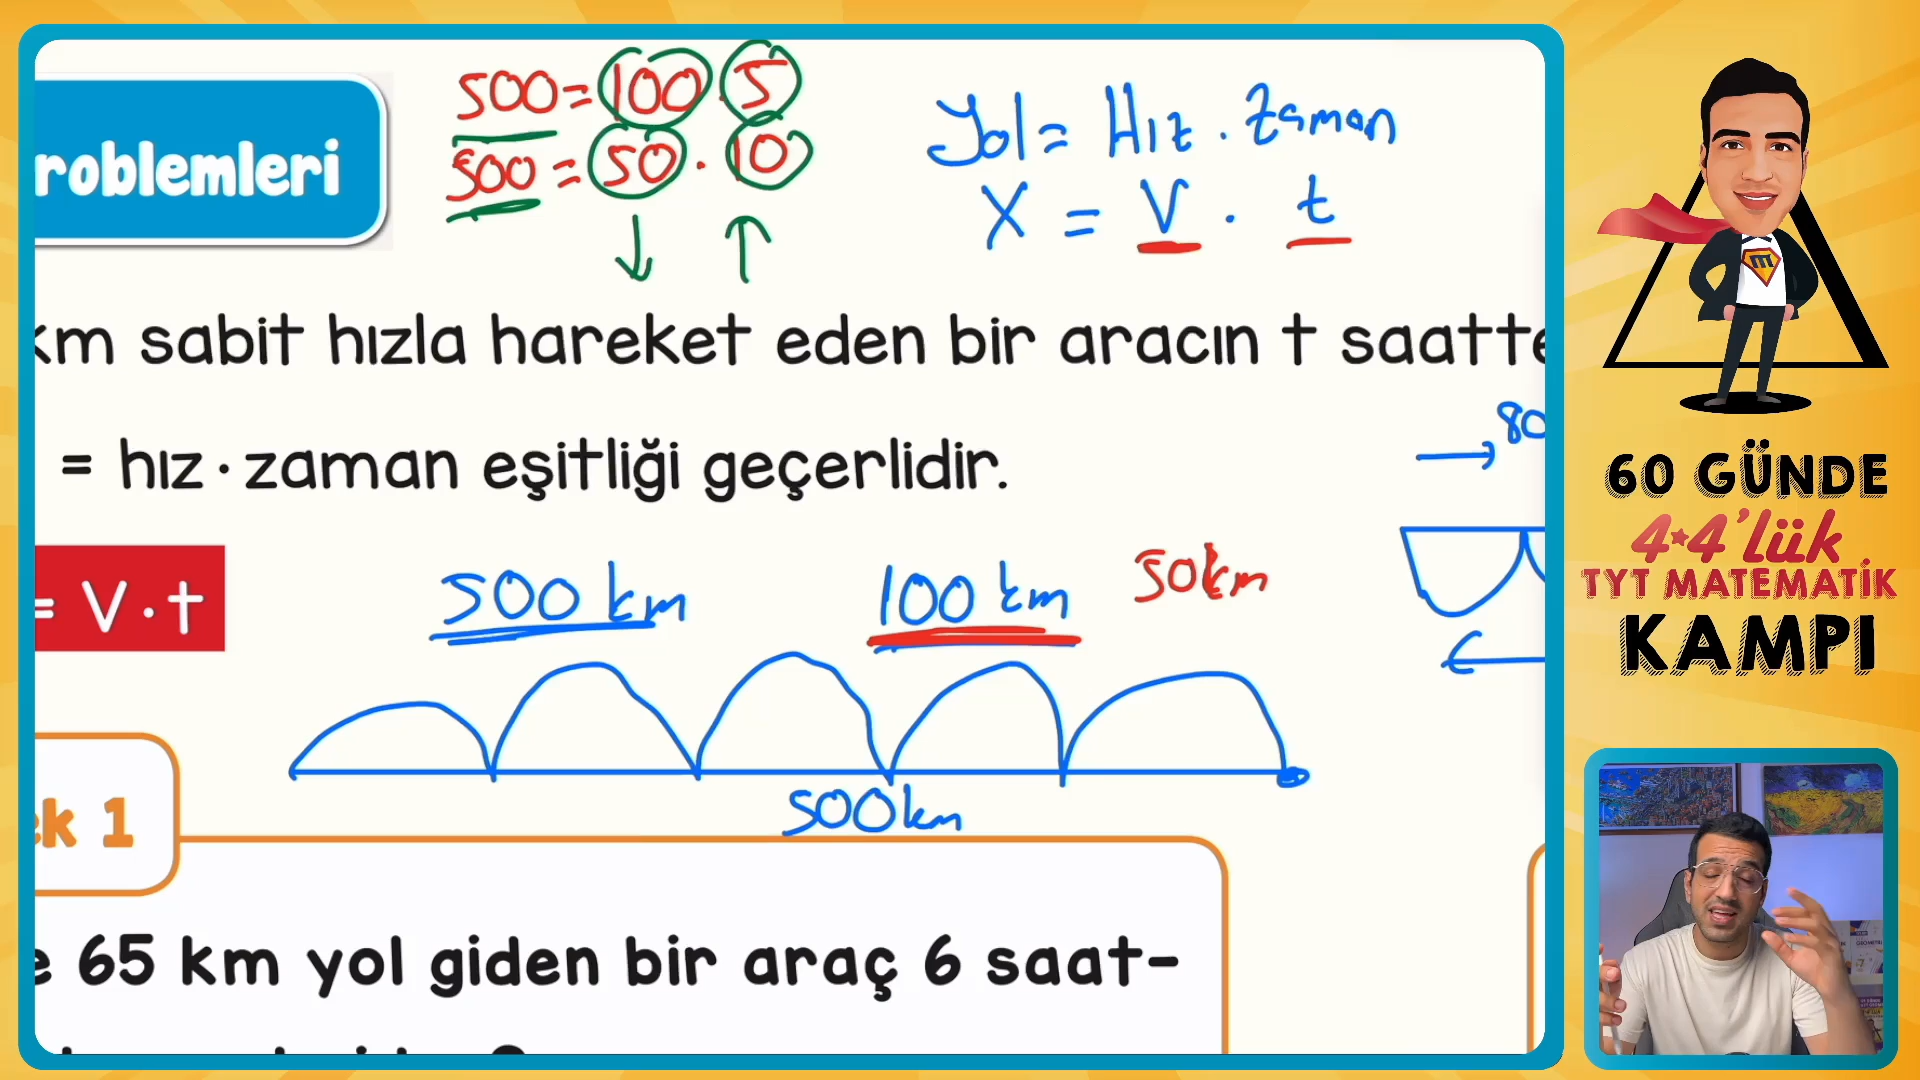 500=100.5
500=50.10
↓ ↑
Yol=Hız.Zaman
X=V.t
roblemleri
km sabit hızla hareket eden bir aracın t saatte
= hız·zaman eşitliği geçerlidir.
80
= V·t
500 km
100 km
50km
500km
ek 1
e 65 km yol giden bir araç 6 saat-
60 GÜNDE
4★4'lük
TYT MATEMATİK
KAMPI
m